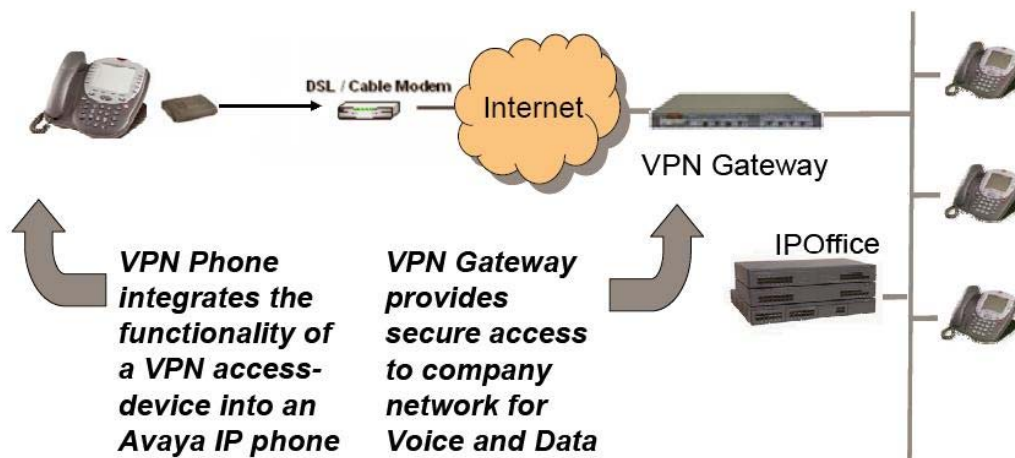 DSL / Cable Modem
Internet
VPN Gateway
IPOffice
VPN Phone
integrates the
functionality of
a VPN access-
device into an
Avaya IP phone
VPN Gateway
provides
secure access
to company
network for
Voice and Data